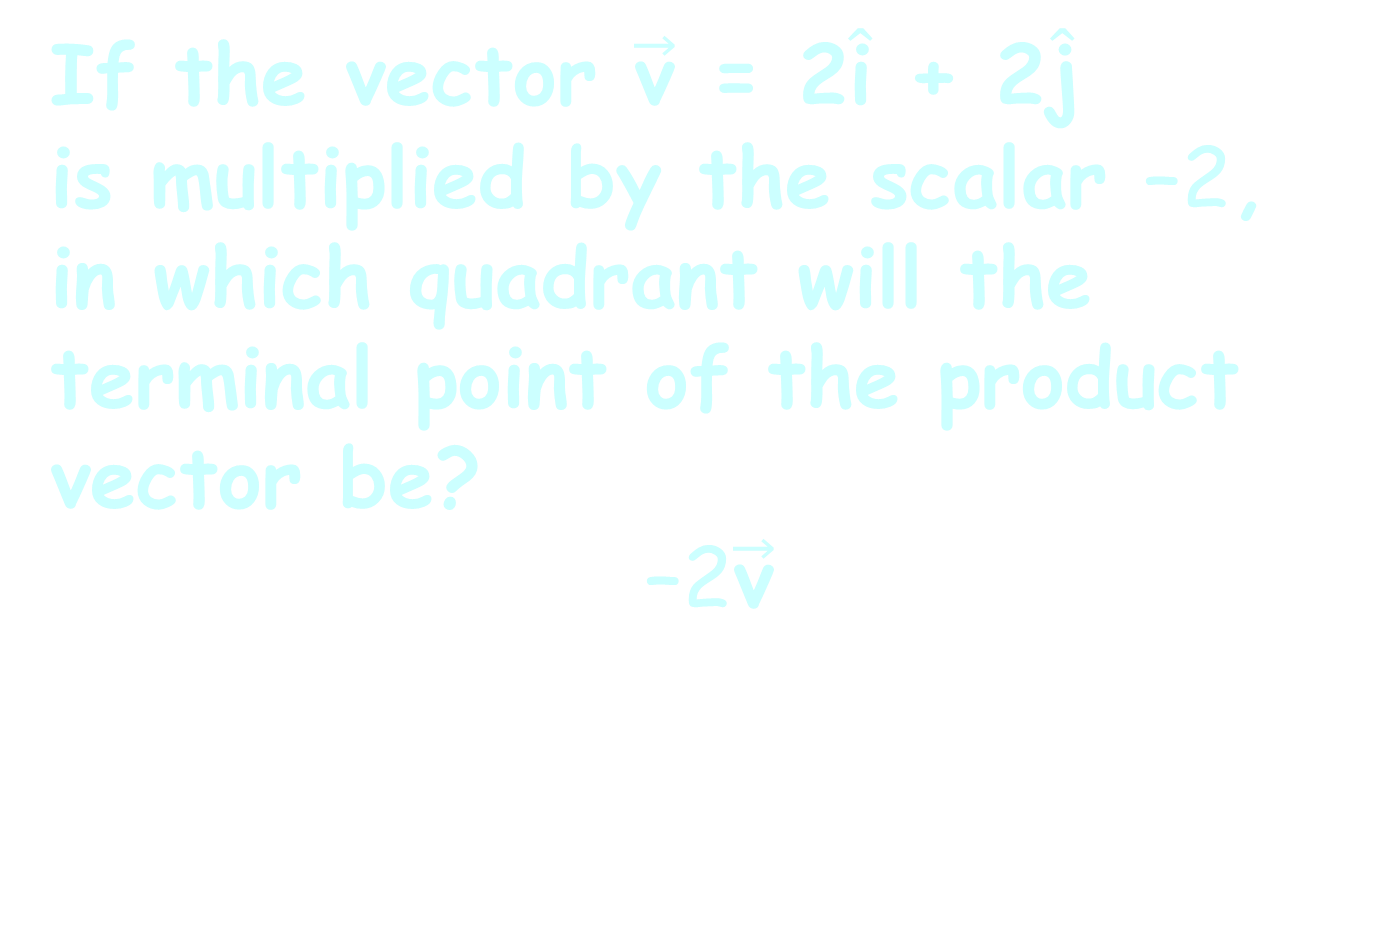 If the vector v⃗ = 2î + 2ĵ
is multiplied by the scalar −2,
in which quadrant will the
terminal point of the product
vector be?
−2v⃗